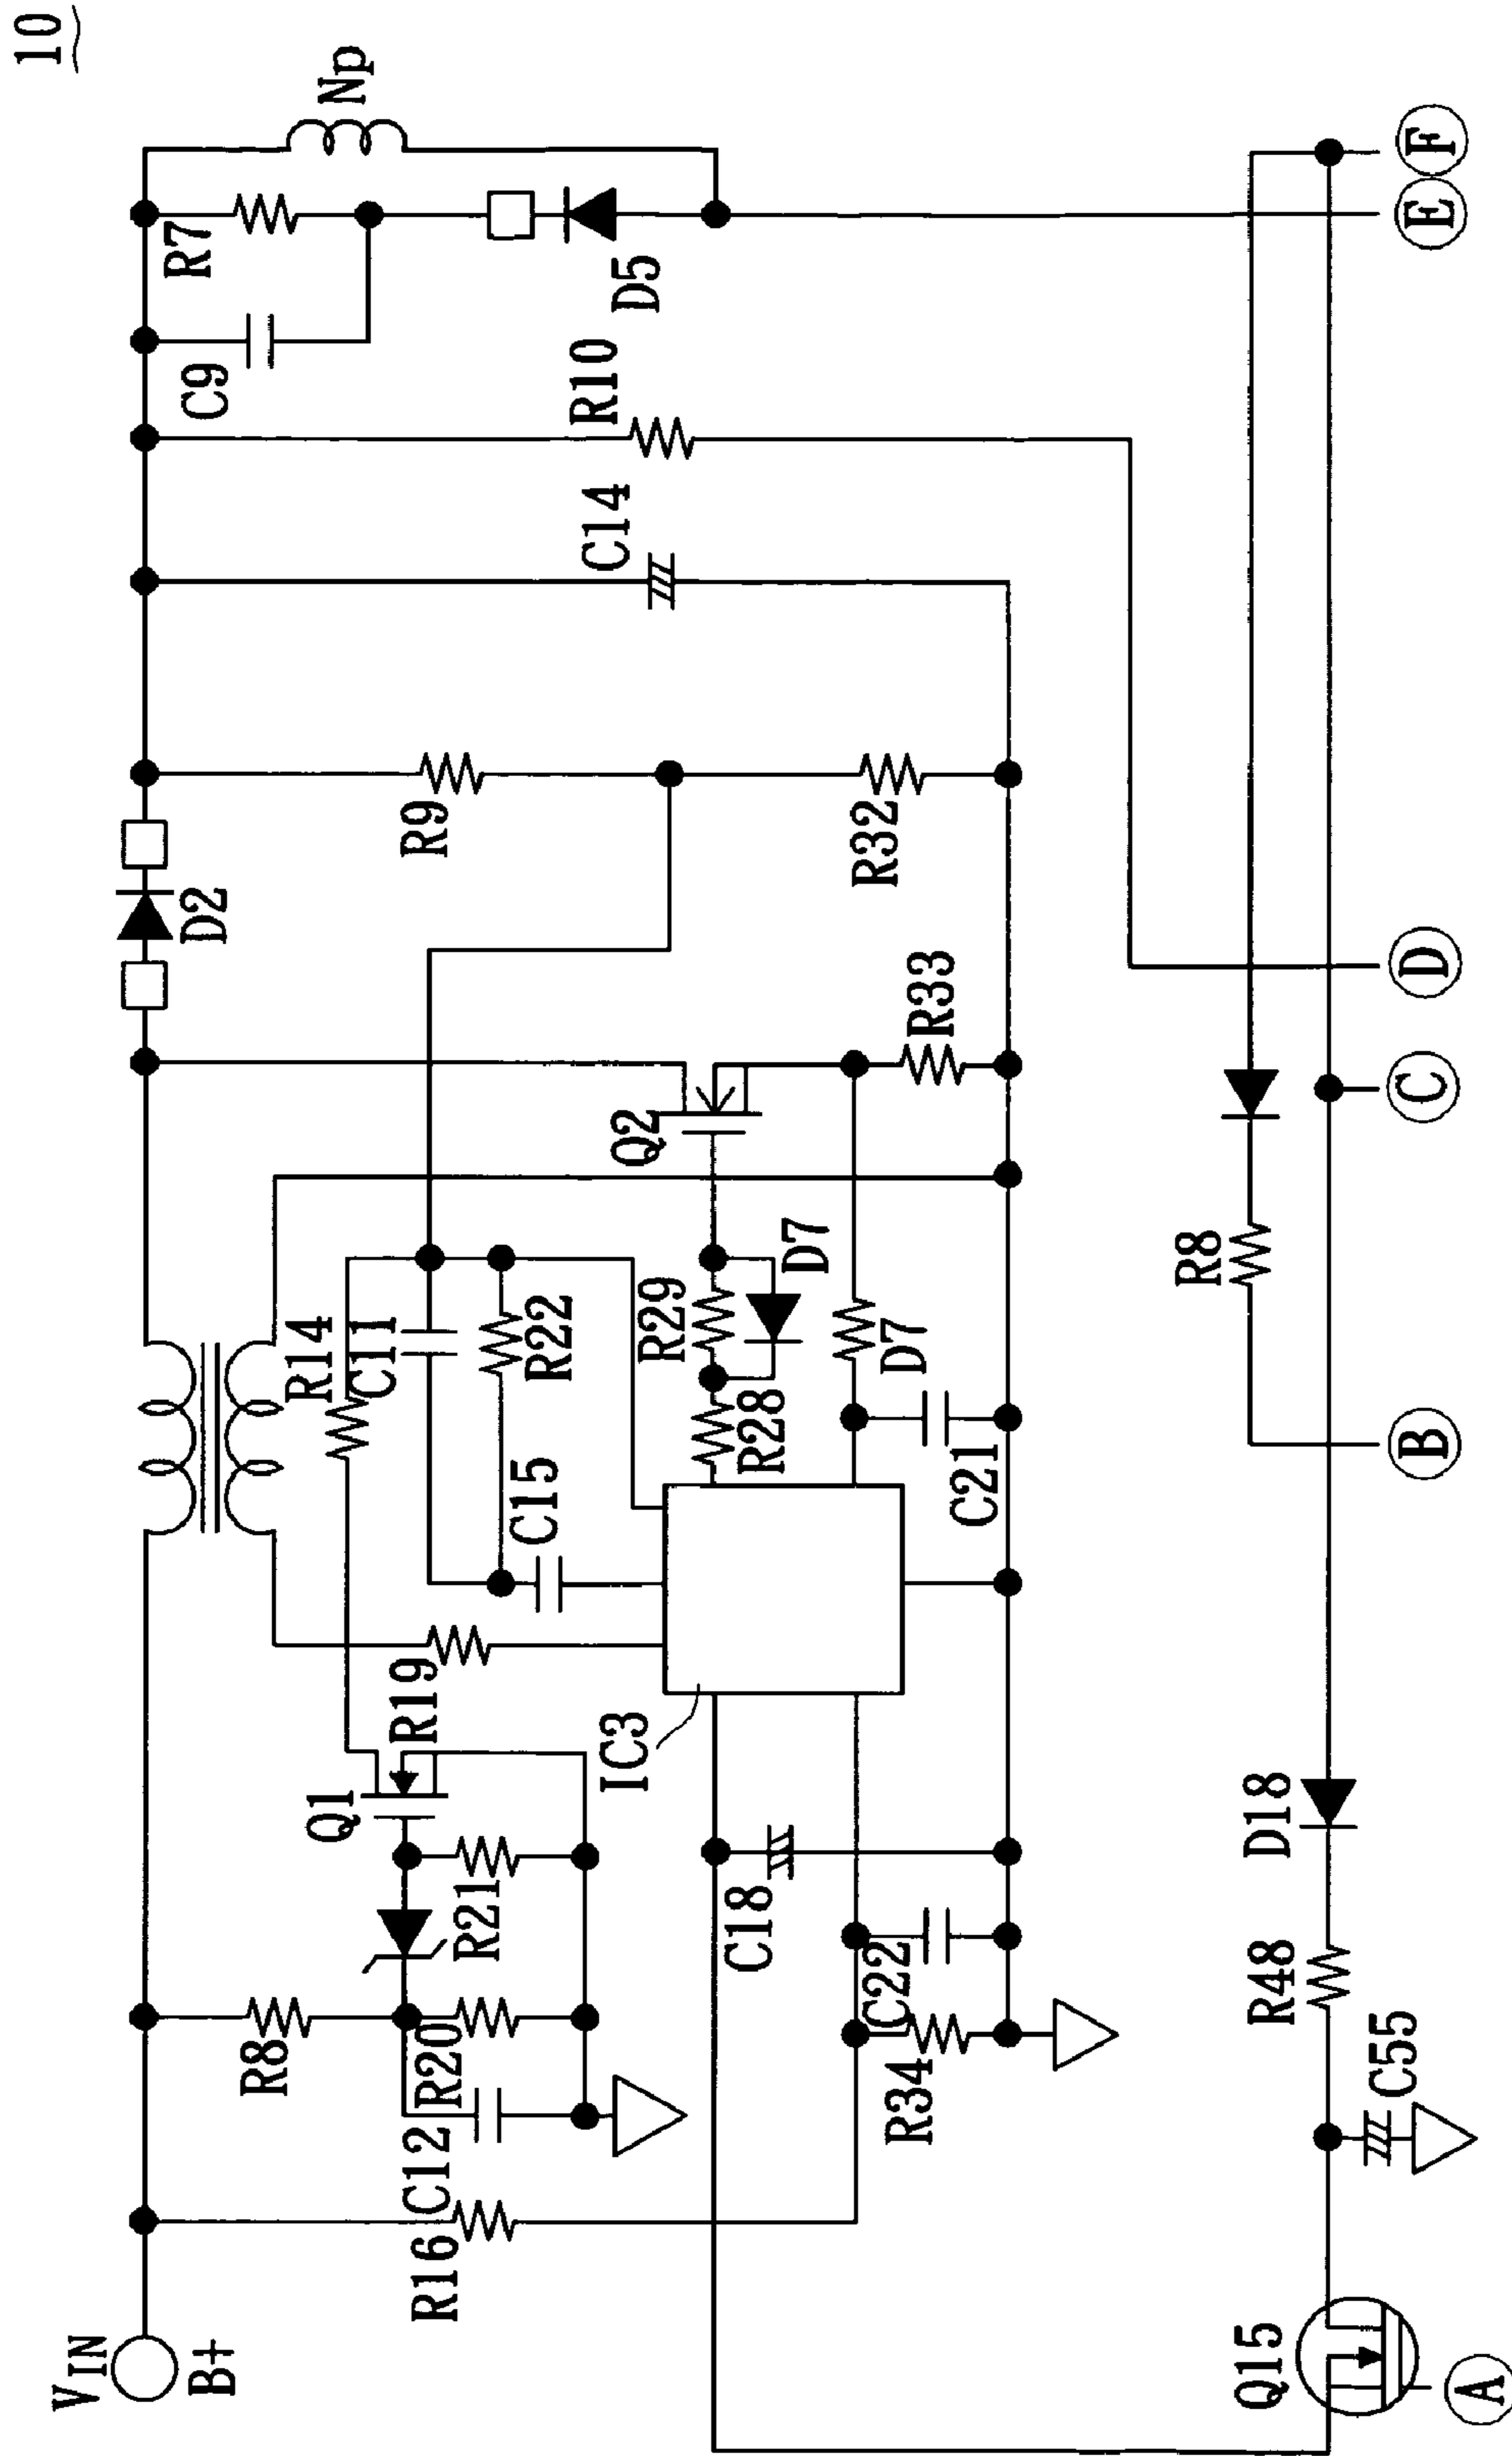 10
VIN
B+
R16
C12
R8
R20
R21
Q1
R19
R14
C11
R22
C15
IC3
C18
C22
R34
R28
R29
D7
D7
C21
Q2
R33
D2
R9
R32
C14
R10
C9
R7
D5
Np
Q15
C55
R48
D18
R8
A
B
C
D
E
F